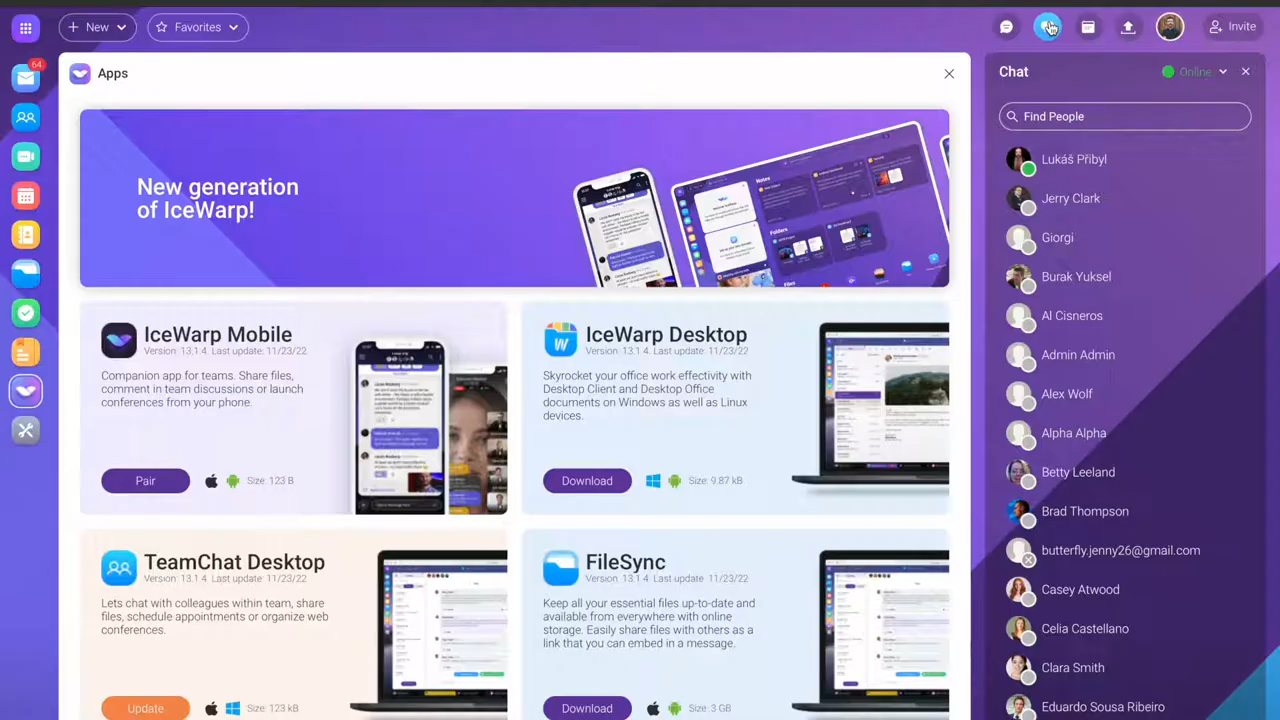 New
Favorites
Invite
64
Apps
Chat
Online
Find People
New generation
of IceWarp!
Notes
Folders
Files
IceWarp Mobile
Version: 13.1.4. Last update: 11/23/22
Companion app for teams. Share files,
comment in team discussions or launch
conferences from your phone.
Pair
Size: 123 B
IceWarp Desktop
Version: 13.1.4. Last update: 11/23/22
Skyrocket your office work effectivity with
Desktop Client and Desktop Office
documents on Windows as well as Linux
devices.
Download
Size: 9.87 kB
TeamChat Desktop
Version: 13.1.4. Last update: 11/23/22
Lets chat with colleagues within team, share
files, schedule appointments or organize web
conferences.
Update
Size: 123 kB
FileSync
Version: 13.1.4. Last update: 11/23/22
Keep all your essential files up-to-date and
available from everywhere with online
storage. Easily share files with others as a
link that you can embed in a message.
Download
Size: 3 GB
Lukáš Přibyl
Jerry Clark
Giorgi
Burak Yuksel
Al Cisneros
Admin Admin
Alex Wolf
Alpha Alpha
Betty Leeland
Brad Thompson
butterfly.jenny26@gmail.com
Casey Atwood
Celia Castellano
Clara Smith
Eduardo Sousa Ribeiro